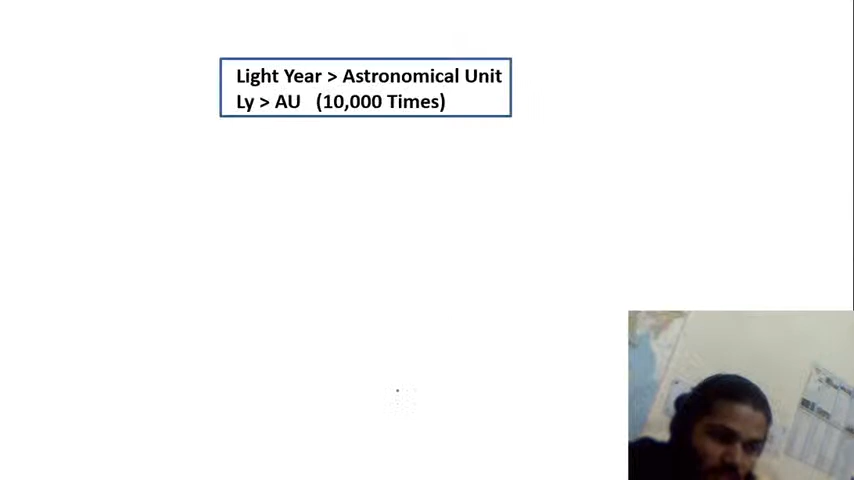 Light Year > Astronomical Unit
Ly > AU (10,000 Times)